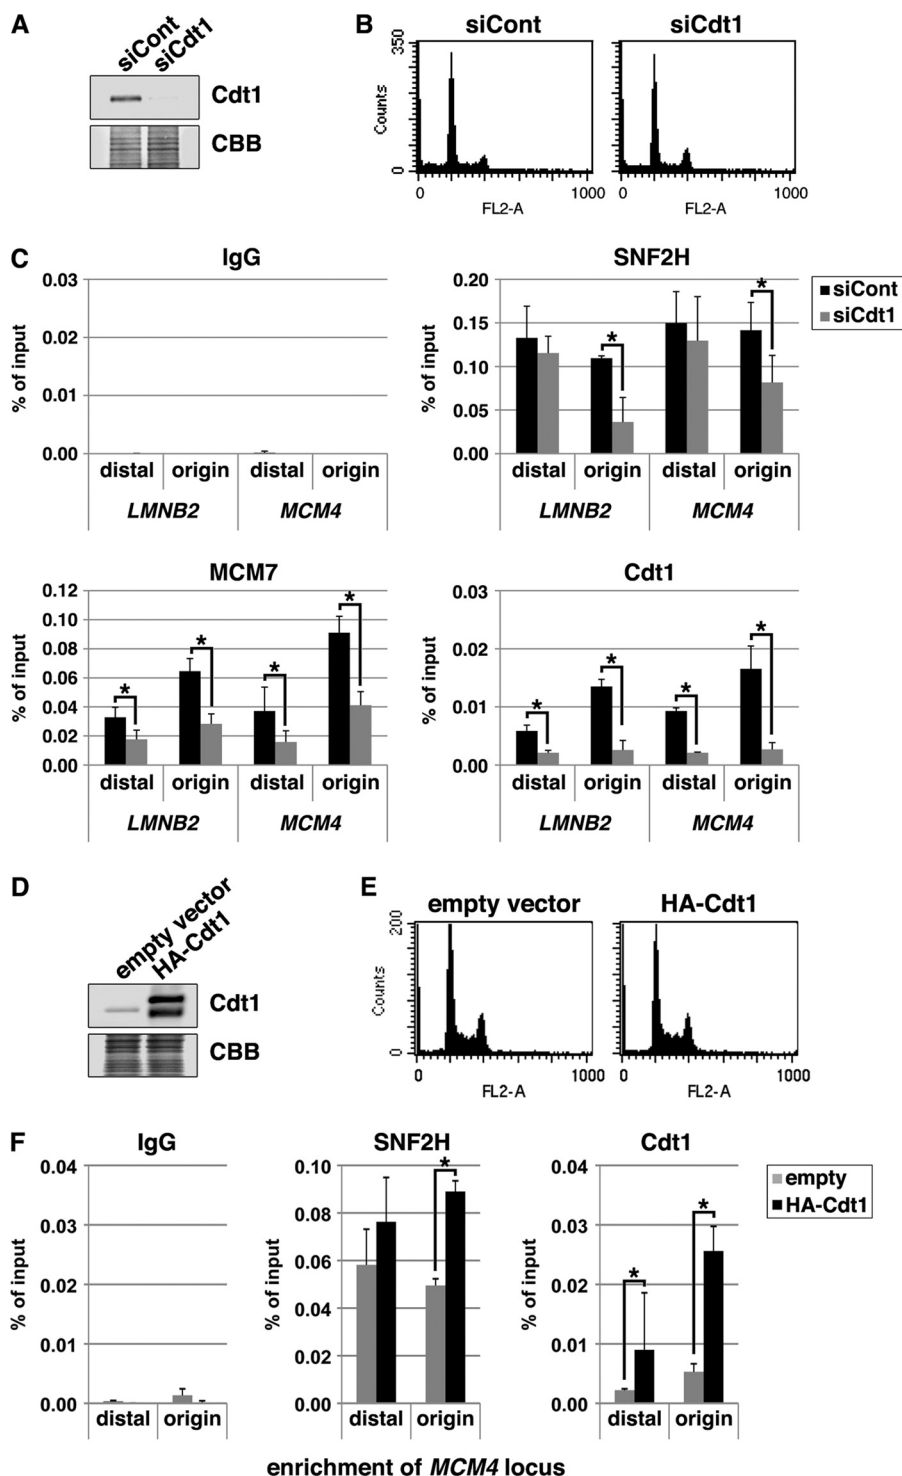 A
siCont
siCdt1
Cdt1
CBB
B
siCont
siCdt1
350
Counts
0
0
1000
FL2-A
0
1000
FL2-A
C
IgG
0.03
0.02
0.01
0.00
% of input
distal
origin
distal
origin
LMNB2
MCM4
SNF2H
0.20
0.15
0.10
0.05
0.00
% of input
*
*
distal
origin
distal
origin
LMNB2
MCM4
siCont
siCdt1
MCM7
0.12
0.10
0.08
0.06
0.04
0.02
0.00
% of input
*
*
*
*
distal
origin
distal
origin
LMNB2
MCM4
Cdt1
0.03
0.02
0.01
0.00
% of input
*
*
*
*
distal
origin
distal
origin
LMNB2
MCM4
D
empty vector
HA-Cdt1
Cdt1
CBB
E
empty vector
HA-Cdt1
200
Counts
0
0
1000
FL2-A
0
1000
FL2-A
F
IgG
0.04
0.03
0.02
0.01
0.00
% of input
distal
origin
SNF2H
0.10
0.08
0.06
0.04
0.02
0.00
% of input
*
distal
origin
Cdt1
0.04
0.03
0.02
0.01
0.00
% of input
*
*
distal
origin
empty
HA-Cdt1
enrichment of MCM4 locus